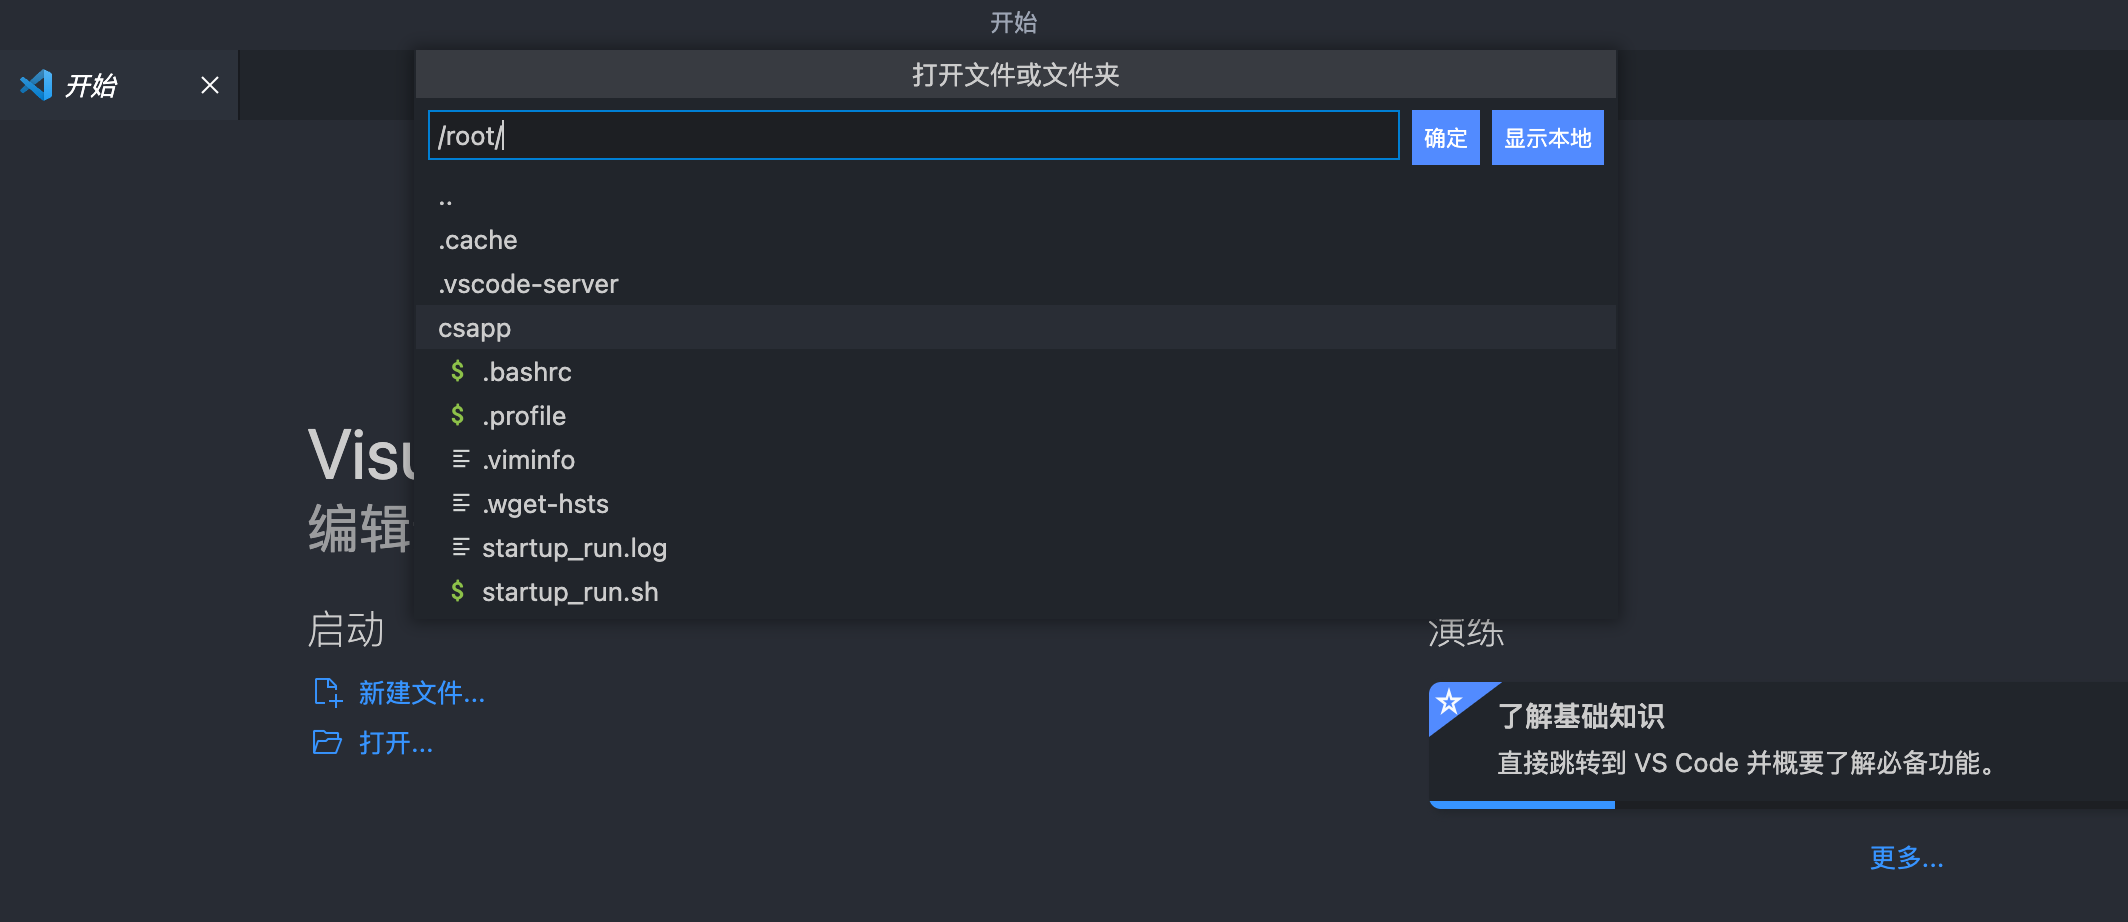 开始
开始
打开文件或文件夹
/root/
确定
显示本地
..
.cache
.vscode-server
csapp
$ .bashrc
$ .profile
.viminfo
.wget-hsts
startup_run.log
$ startup_run.sh
Visu
编辑
启动
新建文件...
打开...
演练
了解基础知识
直接跳转到 VS Code 并概要了解必备功能。
更多...